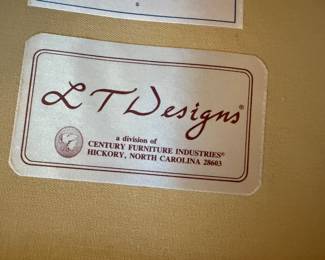 LT Designs®
a division of
CENTURY FURNITURE INDUSTRIES®
HICKORY, NORTH CAROLINA 28603